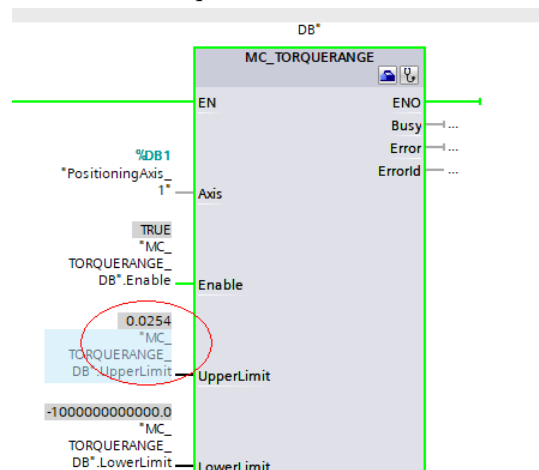 DB"
MC_TORQUERANGE
EN
ENO
Busy
...
Error
...
ErrorId
...
%DB1
"PositioningAxis_
1"
Axis
TRUE
"MC_
TORQUERANGE_
DB".Enable
Enable
0.0254
"MC_
TORQUERANGE_
DB".UpperLimit
UpperLimit
-1000000000000.0
"MC_
TORQUERANGE_
DB".LowerLimit
LowerLimit